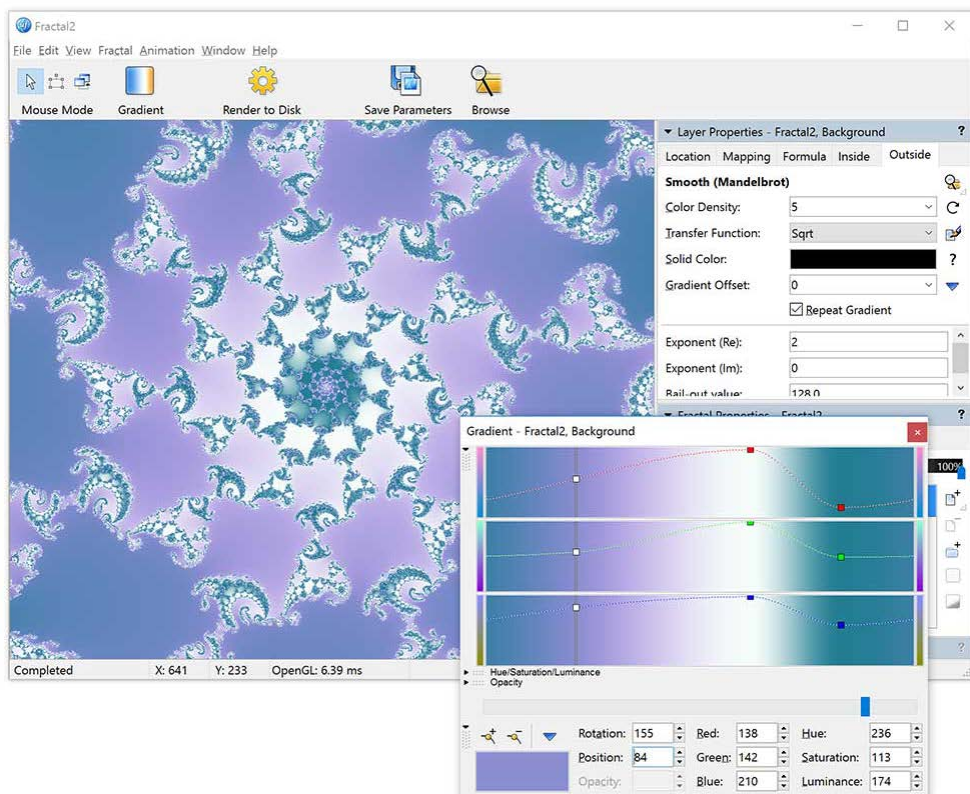 Fractal2
File Edit View Fractal Animation Window Help
Mouse Mode Gradient Render to Disk Save Parameters Browse
Layer Properties - Fractal2, Background ?
Location Mapping Formula Inside Outside
Smooth (Mandelbrot)
Color Density: 5
Transfer Function: Sqrt
Solid Color: ?
Gradient Offset: 0
Repeat Gradient
Exponent (Re): 2
Exponent (Im): 0
Bail-out value: 128.0
Fractal Properties - Fractal2 ?
100%
Gradient - Fractal2, Background
Hue/Saturation/Luminance
Opacity
Rotation: 155 Red: 138 Hue: 236
Position: 84 Green: 142 Saturation: 113
Opacity: Blue: 210 Luminance: 174
?
Completed X: 641 Y: 233 OpenGL: 6.39 ms